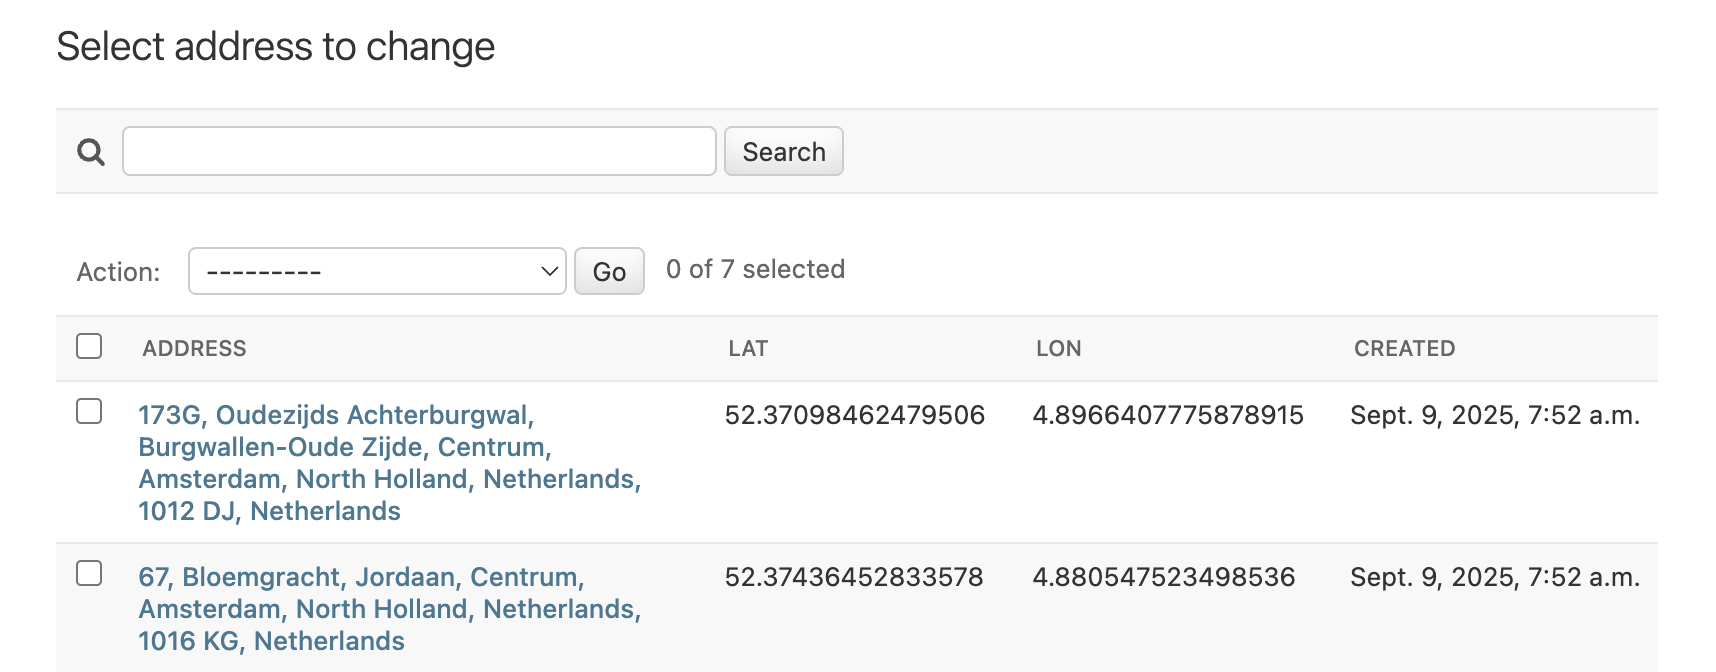 Select address to change
Search
Action: --------- Go 0 of 7 selected
ADDRESS LAT LON CREATED
173G, Oudezijds Achterburgwal, 52.37098462479506 4.8966407775878915 Sept. 9, 2025, 7:52 a.m.
Burgwallen-Oude Zijde, Centrum,
Amsterdam, North Holland, Netherlands,
1012 DJ, Netherlands
67, Bloemgracht, Jordaan, Centrum, 52.37436452833578 4.880547523498536 Sept. 9, 2025, 7:52 a.m.
Amsterdam, North Holland, Netherlands,
1016 KG, Netherlands